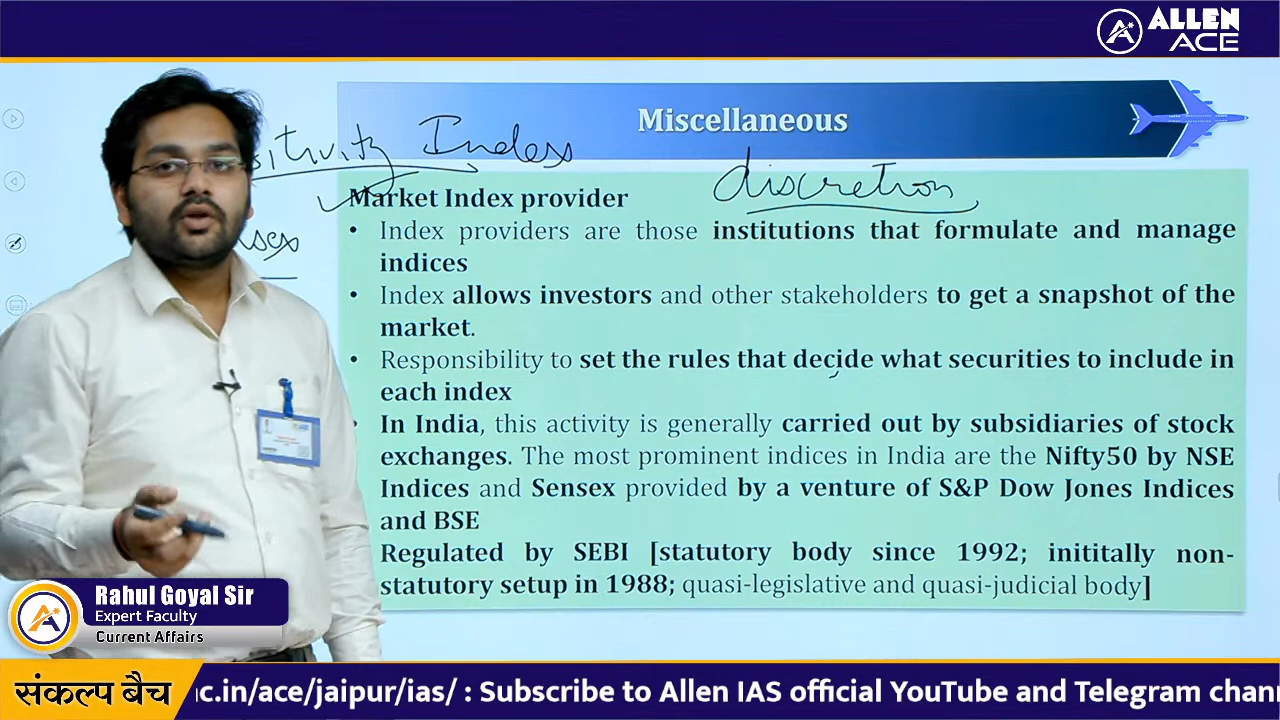 ALLEN
ACE
Miscellaneous
sitivity Index
discretion
Market Index provider
nsex
• Index providers are those institutions that formulate and manage
indices
• Index allows investors and other stakeholders to get a snapshot of the
market.
• Responsibility to set the rules that decide what securities to include in
each index
• In India, this activity is generally carried out by subsidiaries of stock
exchanges. The most prominent indices in India are the Nifty50 by NSE
Indices and Sensex provided by a venture of S&P Dow Jones Indices
and BSE
Regulated by SEBI [statutory body since 1992; inititally non-
statutory setup in 1988; quasi-legislative and quasi-judicial body]
Rahul Goyal Sir
Expert Faculty
Current Affairs
संकल्प बैच
ac.in/ace/jaipur/ias/ : Subscribe to Allen IAS official YouTube and Telegram chan